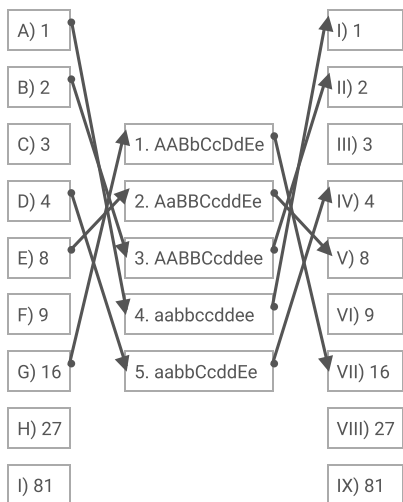 A) 1
B) 2
C) 3
D) 4
E) 8
F) 9
G) 16
H) 27
I) 81
1. AABbCcDdEe
2. AaBBCcddEe
3. AABBCcddee
4. aabbccddee
5. aabbCcddEe
I) 1
II) 2
III) 3
IV) 4
V) 8
VI) 9
VII) 16
VIII) 27
IX) 81